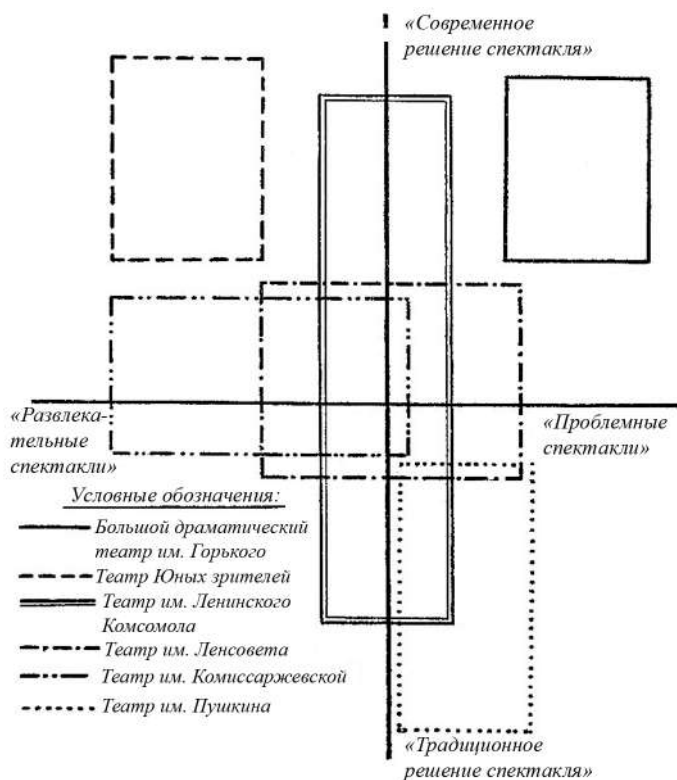 «Современное
решение спектакля»
«Развлека-
тельные
спектакли»
«Проблемные
спектакли»
Условные обозначения:
Большой драматический
театр им. Горького
Театр Юных зрителей
Театр им. Ленинского
Комсомола
Театр им. Ленсовета
Театр им. Комиссаржевской
Театр им. Пушкина
«Традиционное
решение спектакля»